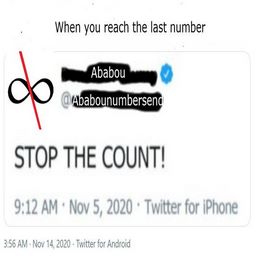 When you reach the last number
Ababou
@Ababounumbersend
STOP THE COUNT!
9:12 AM · Nov 5, 2020 · Twitter for iPhone
3:56 AM · Nov 14, 2020 · Twitter for Android